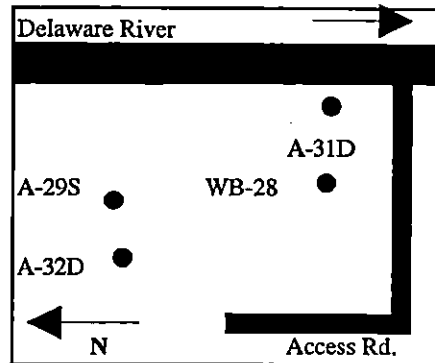 Delaware River
A-31D
A-29S
WB-28
A-32D
N
Access Rd.